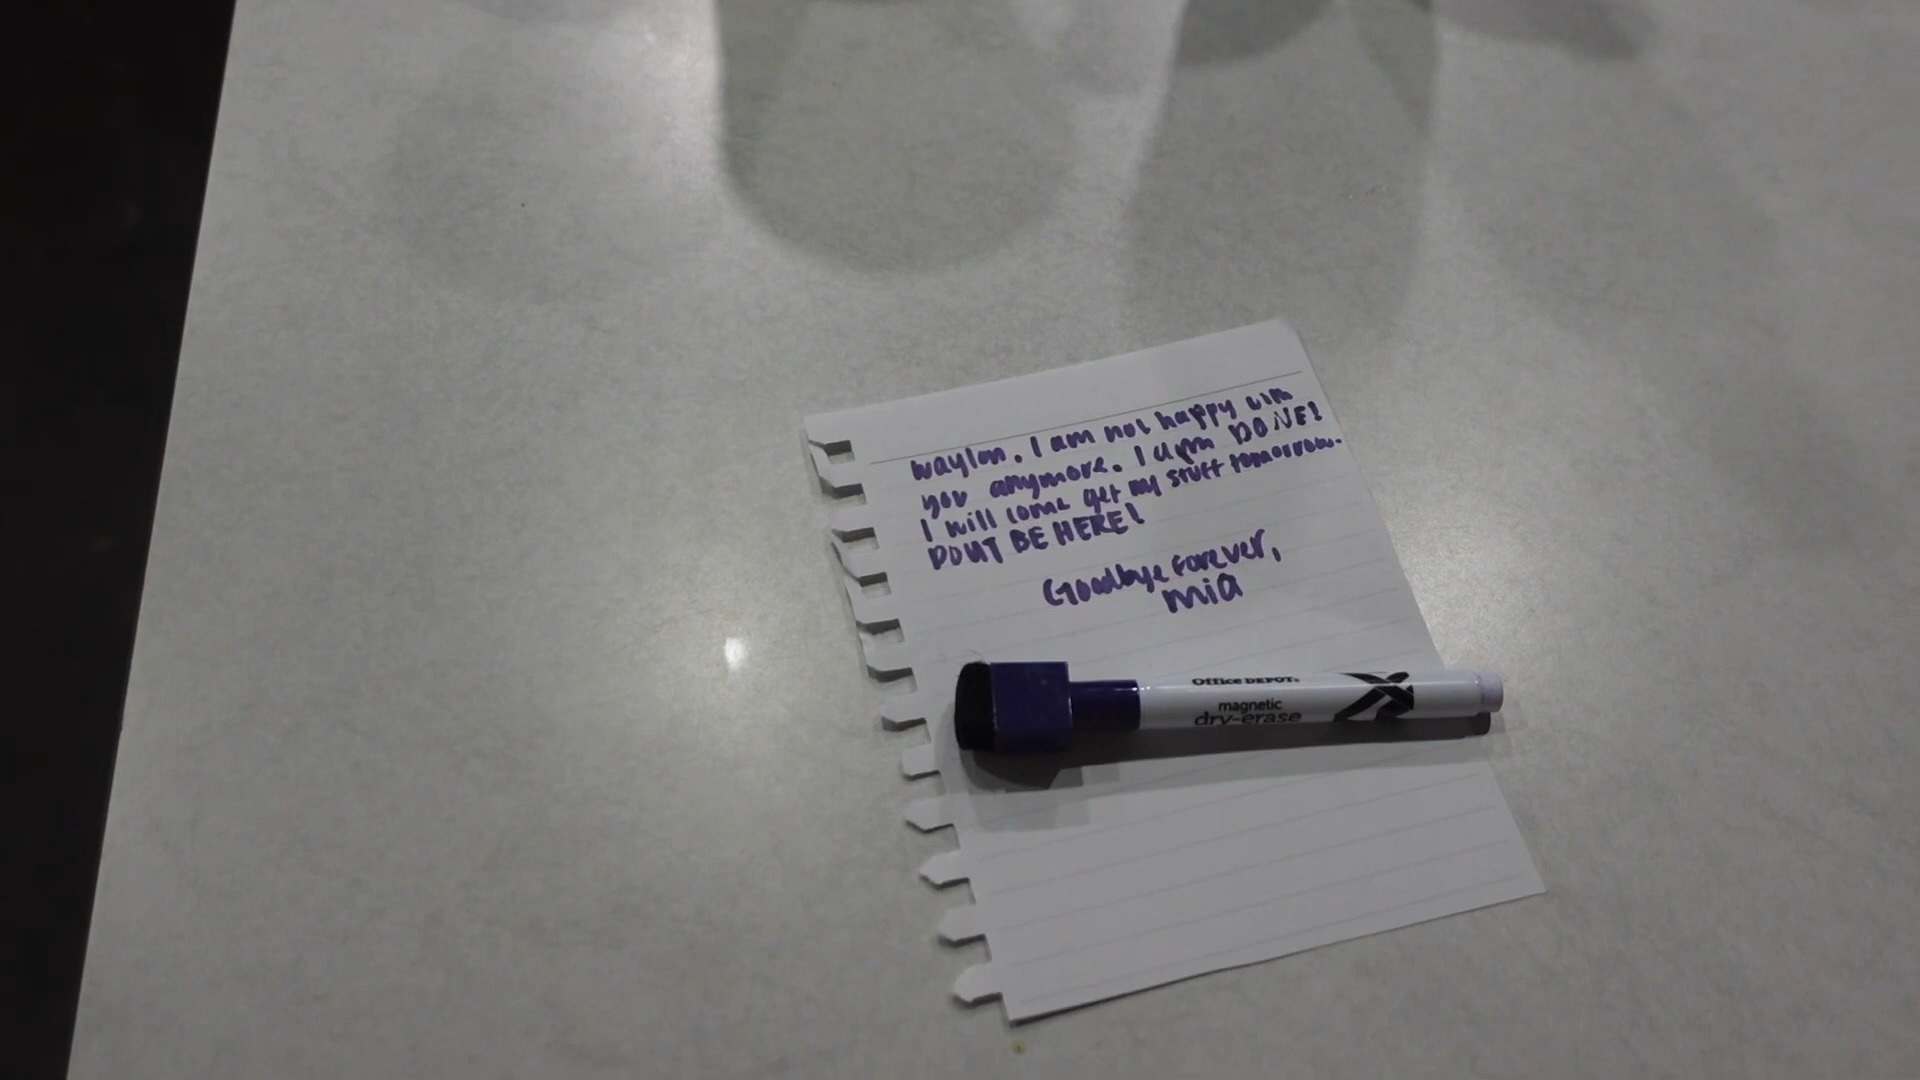 Waylon. I am not happy with
you anymore. I am DONE!
I will come get my stuff tomorrow.
DONT BE HERE!
Goodbye Forever,
Mia
Office DEPOT
magnetic
dry-erase